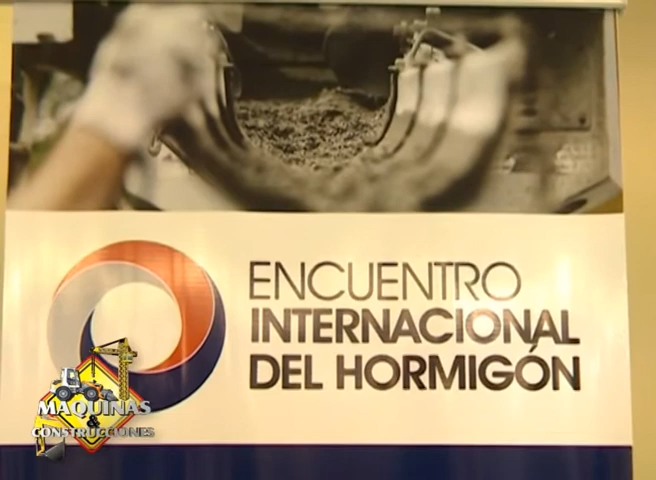 ENCUENTRO
INTERNACIONAL
DEL HORMIGÓN
MAQUINAS
&
CONSTRUCCIONES